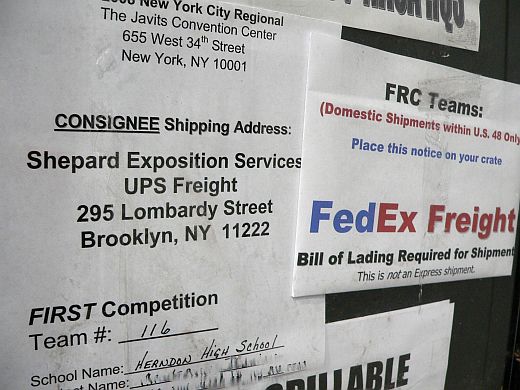 New York City Regional
The Javits Convention Center
655 West 34th Street
New York, NY 10001
CONSIGNEE Shipping Address:
Shepard Exposition Services
UPS Freight
295 Lombardy Street
Brooklyn, NY 11222
FIRST Competition
Team #: 116
School Name: HERNDON HIGH SCHOOL
Name:
FRC Teams:
(Domestic Shipments within U.S. 48 Only
Place this notice on your crate
FedEx Freight
Bill of Lading Required for Shipment
This is not an Express shipment.